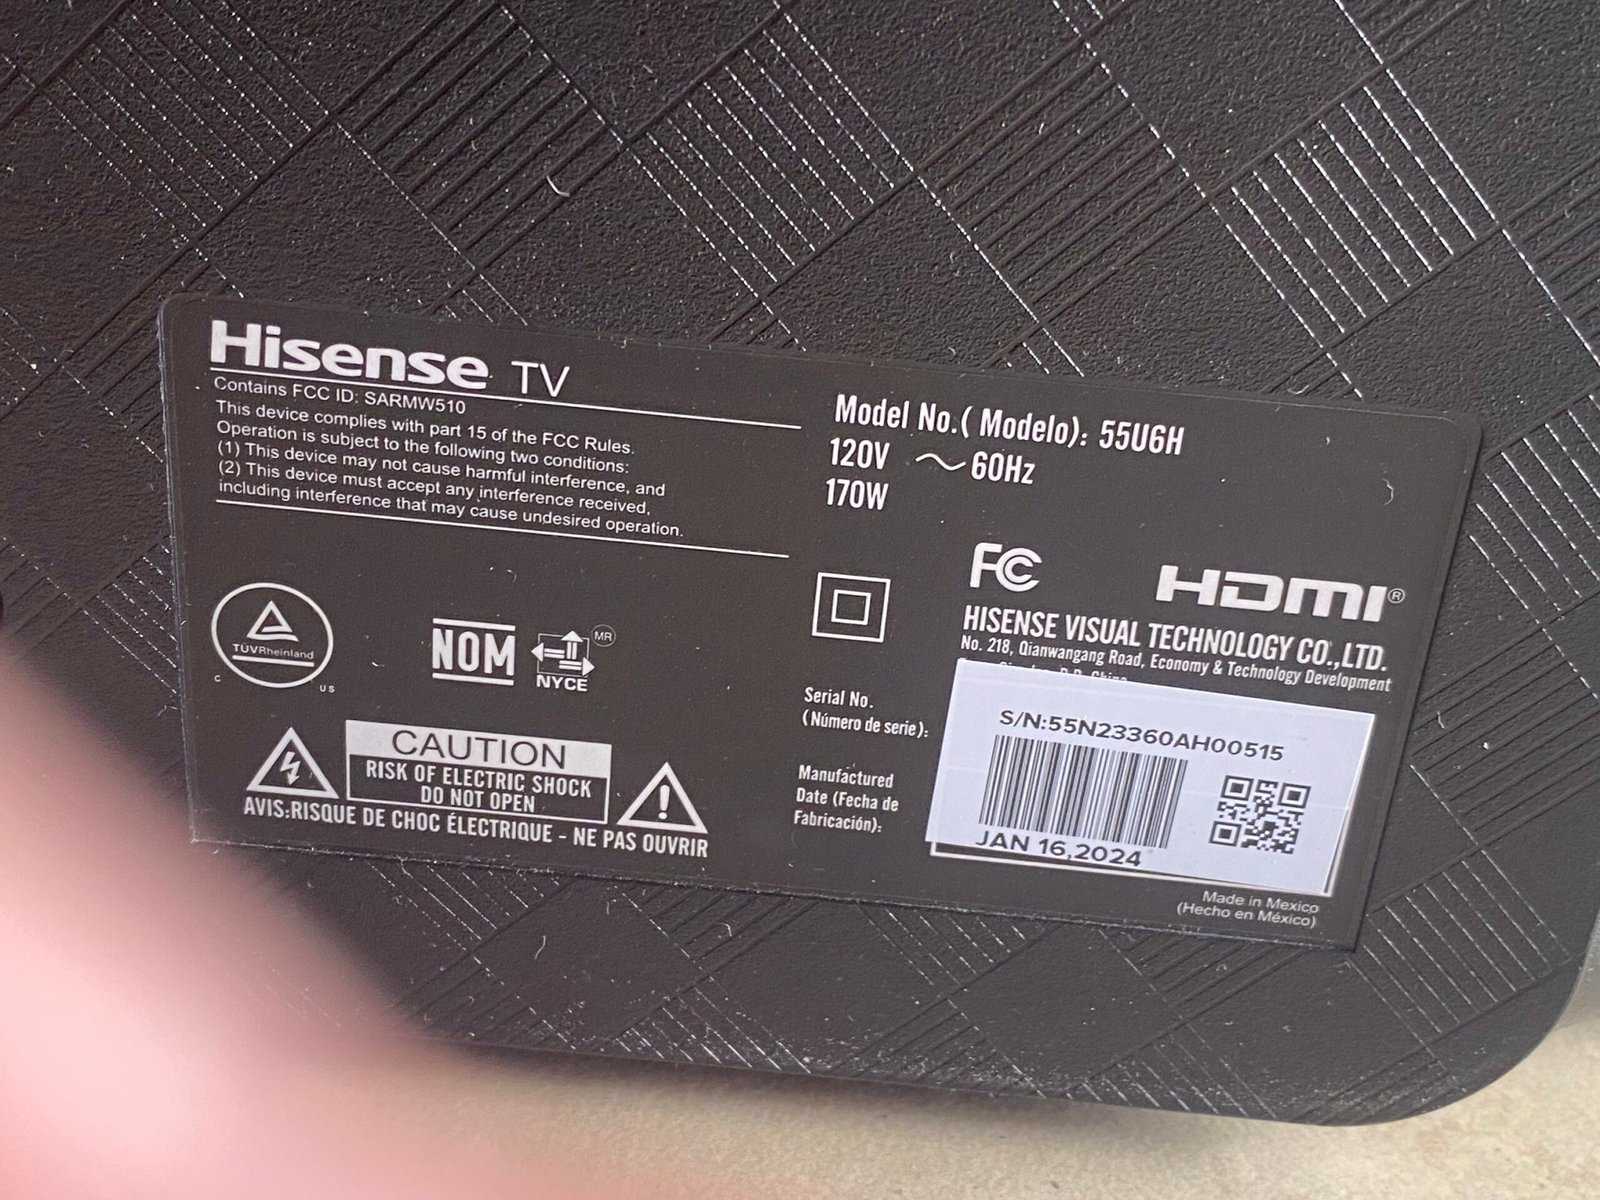 Hisense TV
Contains FCC ID: SARMW510
This device complies with part 15 of the FCC Rules.
Operation is subject to the following two conditions:
(1) This device may not cause harmful interference, and
(2) This device must accept any interference received,
including interference that may cause undesired operation.
Model No.( Modelo): 55U6H
120V ~ 60Hz
170W
TÜVRheinland
C US
NOM
NYCE
MR
FC
HDMI®
HISENSE VISUAL TECHNOLOGY CO.,LTD.
No. 218, Qianwangang Road, Economy & Technology Development
CAUTION
RISK OF ELECTRIC SHOCK
DO NOT OPEN
AVIS:RISQUE DE CHOC ÉLECTRIQUE - NE PAS OUVRIR
Serial No.
(Número de serie):
S/N:55N23360AH00515
Manufactured
Date (Fecha de
Fabricación):
JAN 16,2024
Made in Mexico
(Hecho en México)